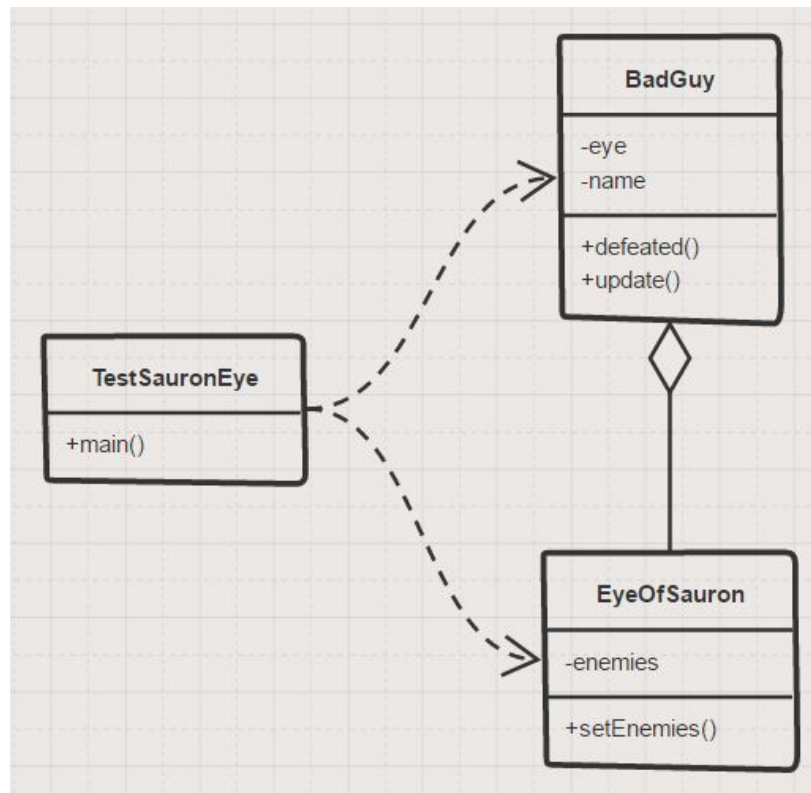 BadGuy
-eye
-name
+defeated()
+update()
TestSauronEye
+main()
EyeOfSauron
-enemies
+setEnemies()